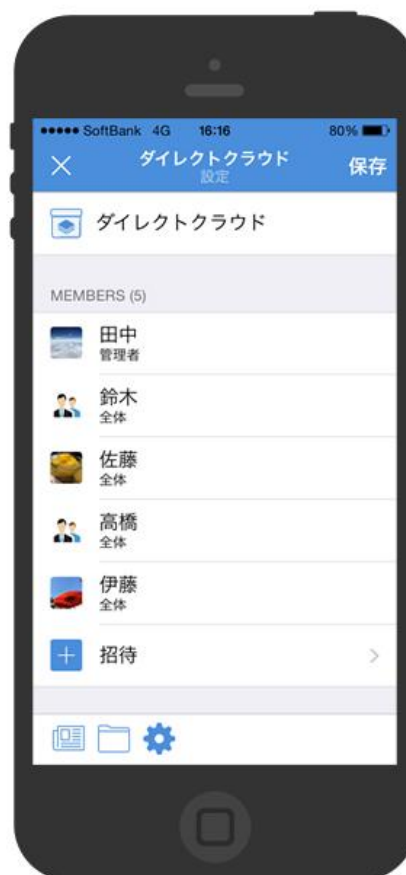 SoftBank 4G 16:16 80%
ダイレクトクラウド
設定
保存
ダイレクトクラウド
MEMBERS (5)
田中
管理者
鈴木
全体
佐藤
全体
高橋
全体
伊藤
全体
招待